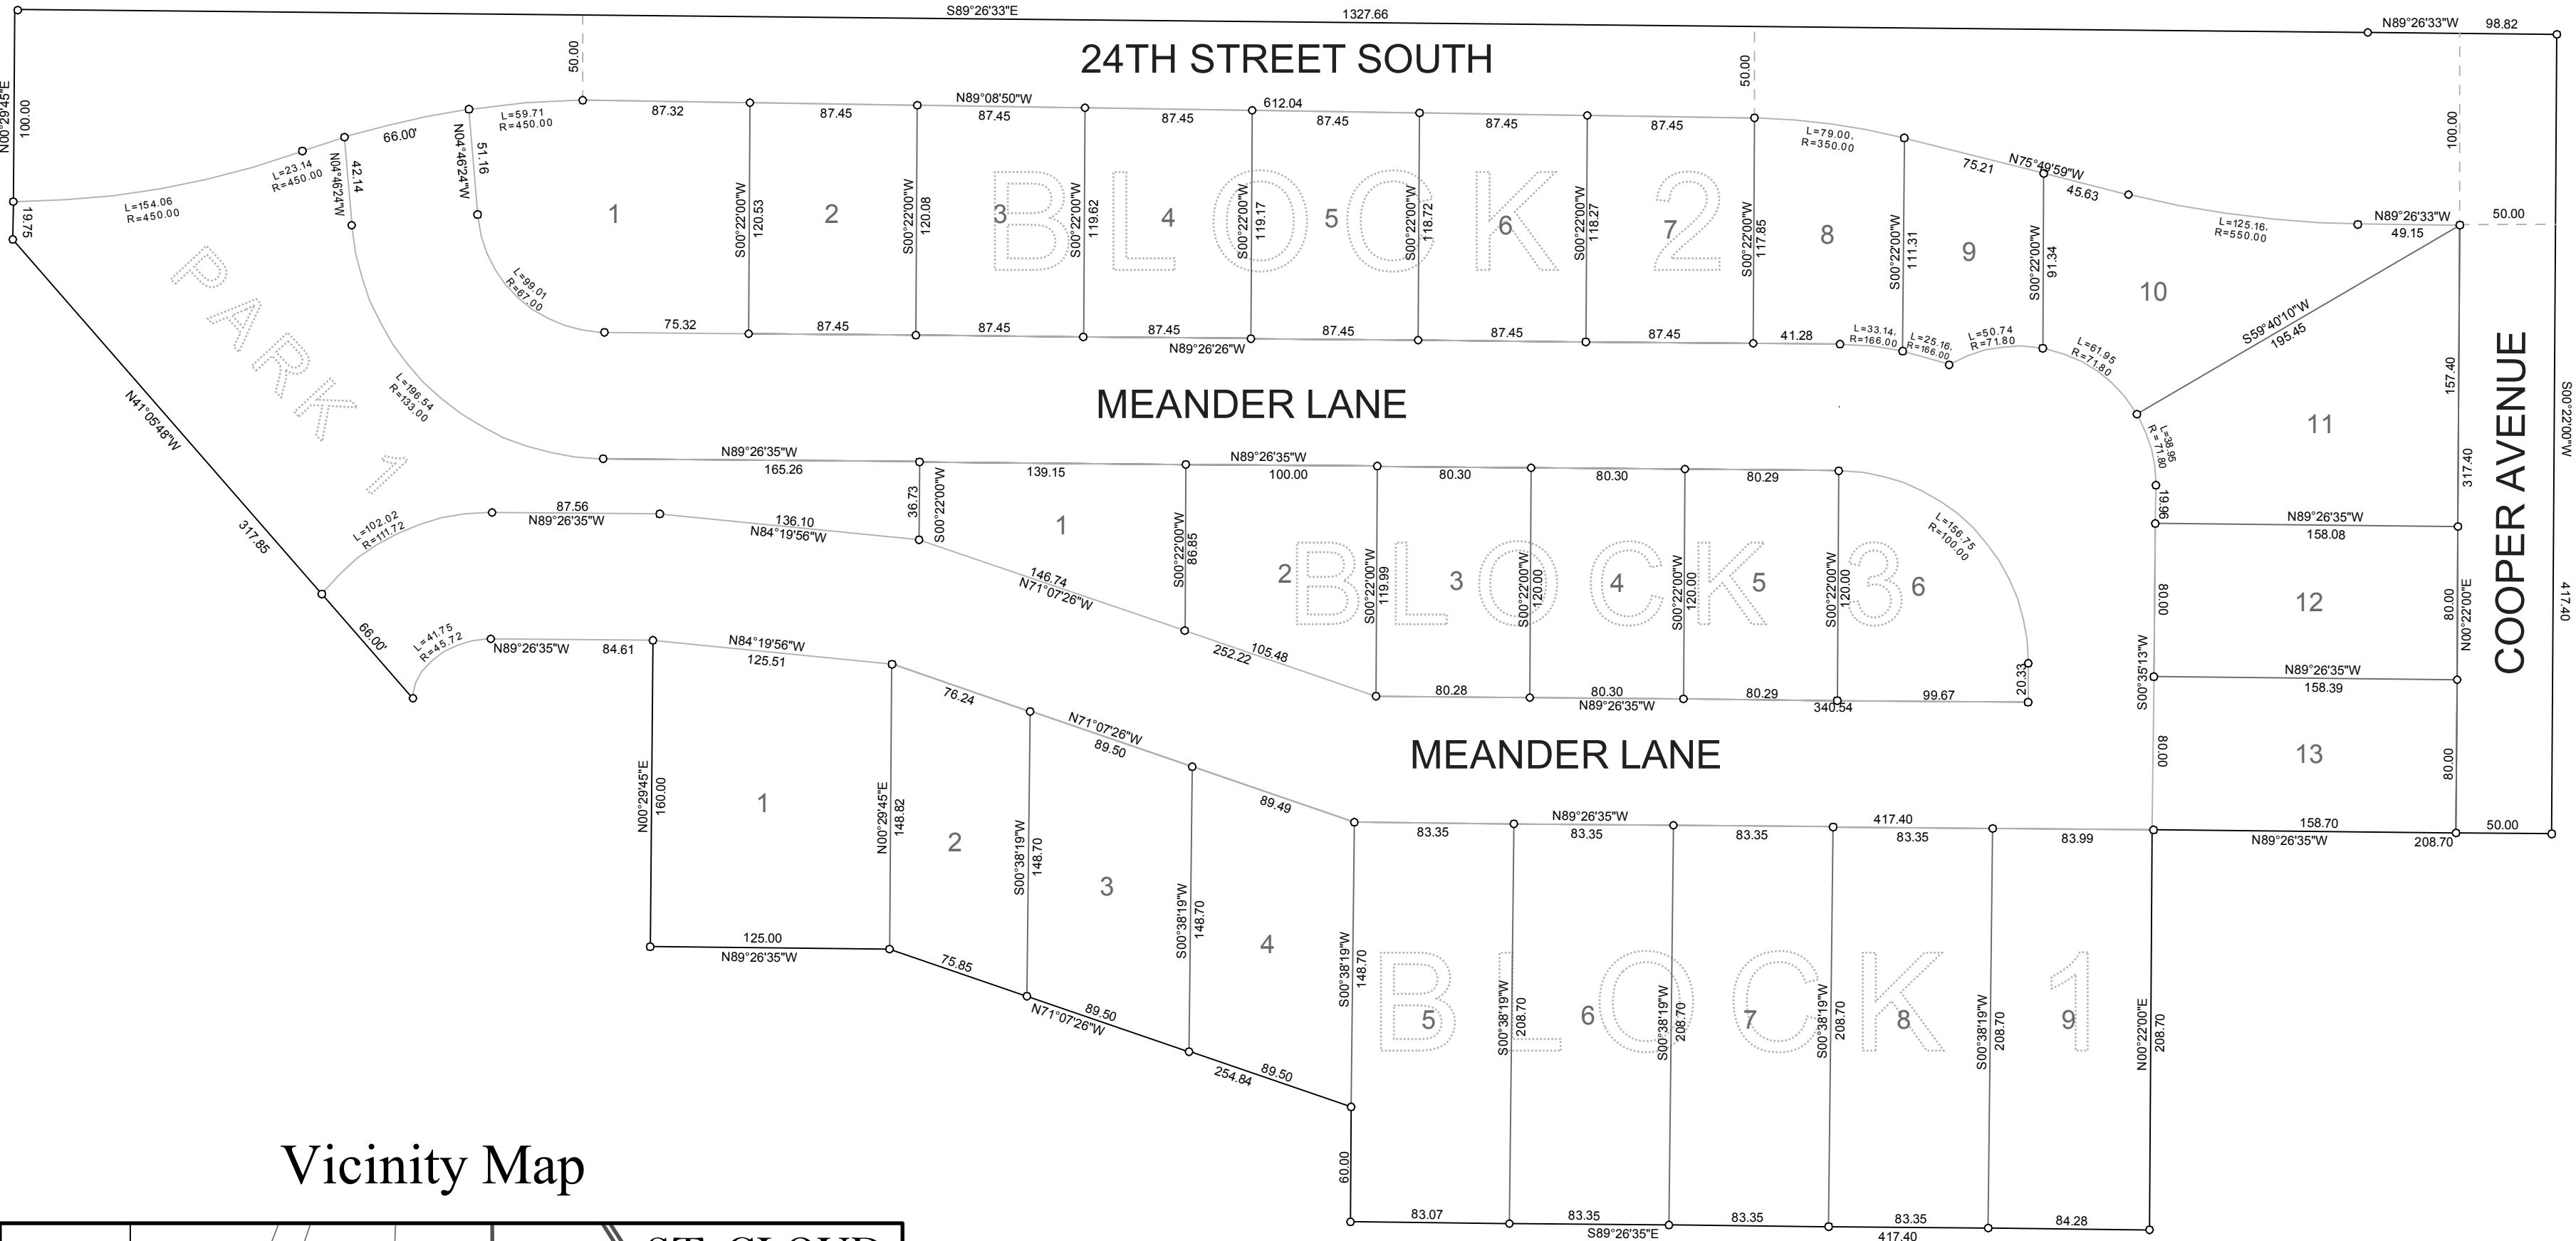 S89°26'33"E 1327.66
N89°26'33"W 98.82
24TH STREET SOUTH
50.00
50.00
N00°29'45"E
100.00
19.75
L=154.06
R=450.00
L=23.14
R=450.00
66.00'
N04°46'24"W
42.14
N04°46'24"W
51.16
L=59.71
R=450.00
N89°08'50"W 612.04
87.32 87.45 87.45 87.45 87.45 87.45 87.45
L=79.00,
R=350.00
N75°49'59"W
75.21 45.63
L=125.16,
R=550.00
N89°26'33"W
49.15
50.00
100.00
BLOCK 2
1
S00°22'00"W
120.53
2
S00°22'00"W
120.08
3
S00°22'00"W
119.62
4
S00°22'00"W
119.17
5
S00°22'00"W
118.72
6
S00°22'00"W
118.27
7
S00°22'00"W
117.85
8
S00°22'00"W
111.31
9
S00°22'00"W
91.34
10
S59°40'10"W
195.45
11
157.40
317.40
L=99.01
R=67.00
75.32 87.45 87.45 87.45 87.45 87.45 87.45 41.28
N89°26'26"W
L=33.14,
R=166.00
L=25.16,
R=166.00
L=50.74
R=71.80
L=61.95
R=71.80
L=38.95
R=71.80
19.96
PARK 1
N41°05'48"W
317.85
66.00'
L=196.54
R=133.00
MEANDER LANE
COOPER AVENUE
S00°22'00"W
417.40
N89°26'35"W
165.26
139.15
N89°26'35"W
100.00
80.30 80.30 80.29
L=156.75
R=100.00
L=102.02
R=111.72
87.56
N89°26'35"W
136.10
N84°19'56"W
36.73
S00°22'00"W
1
S00°22'00"W
86.85
2
S00°22'00"W
119.99
BLOCK 3
3
S00°22'00"W
120.00
4
S00°22'00"W
120.00
5
S00°22'00"W
120.00
6
146.74
N71°07'26"W
105.48
252.22
80.28 80.30 80.29 99.67
N89°26'35"W 340.54
20.33
N89°26'35"W
158.08
80.00
12
80.00
N00°22'00"E
N89°26'35"W
158.39
S00°35'13"W
80.00
13
80.00
158.70
N89°26'35"W 208.70
50.00
L=41.75
R=45.72
N89°26'35"W 84.61
N84°19'56"W
125.51
76.24
N71°07'26"W
89.50
89.49
MEANDER LANE
N89°26'35"W 417.40
83.35 83.35 83.35 83.35 83.99
N00°29'45"E
160.00
1
N00°29'45"E
148.82
2
S00°38'19"W
148.70
3
S00°38'19"W
148.70
4
S00°38'19"W
148.70
BLOCK 1
5
S00°38'19"W
208.70
6
S00°38'19"W
208.70
7
S00°38'19"W
208.70
8
S00°38'19"W
208.70
9
N00°22'00"E
208.70
125.00
N89°26'35"W
75.85
89.50
N71°07'26"W
89.50
254.84
60.00
83.07 83.35 83.35 83.35 84.28
S89°26'35"E 417.40
Vicinity Map
ST. CLOUD